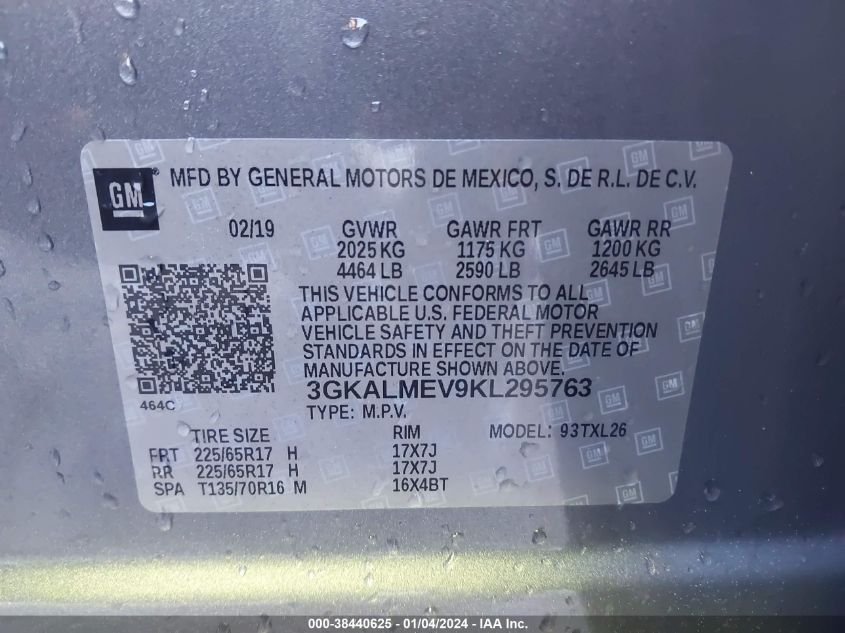 GM
MFD BY GENERAL MOTORS DE MEXICO, S. DE R.L. DE C.V.
02/19 GVWR GAWR FRT GAWR RR
2025 KG 1175 KG 1200 KG
4464 LB 2590 LB 2645 LB
THIS VEHICLE CONFORMS TO ALL
APPLICABLE U.S. FEDERAL MOTOR
VEHICLE SAFETY AND THEFT PREVENTION
STANDARDS IN EFFECT ON THE DATE OF
MANUFACTURE SHOWN ABOVE.
3GKALMEV9KL295763
464C
TYPE: M.P.V.
TIRE SIZE RIM MODEL: 93TXL26
FRT 225/65R17 H 17X7J
RR 225/65R17 H 17X7J
SPA T135/70R16 M 16X4BT
000-38440625 - 01/04/2024 - IAA Inc.